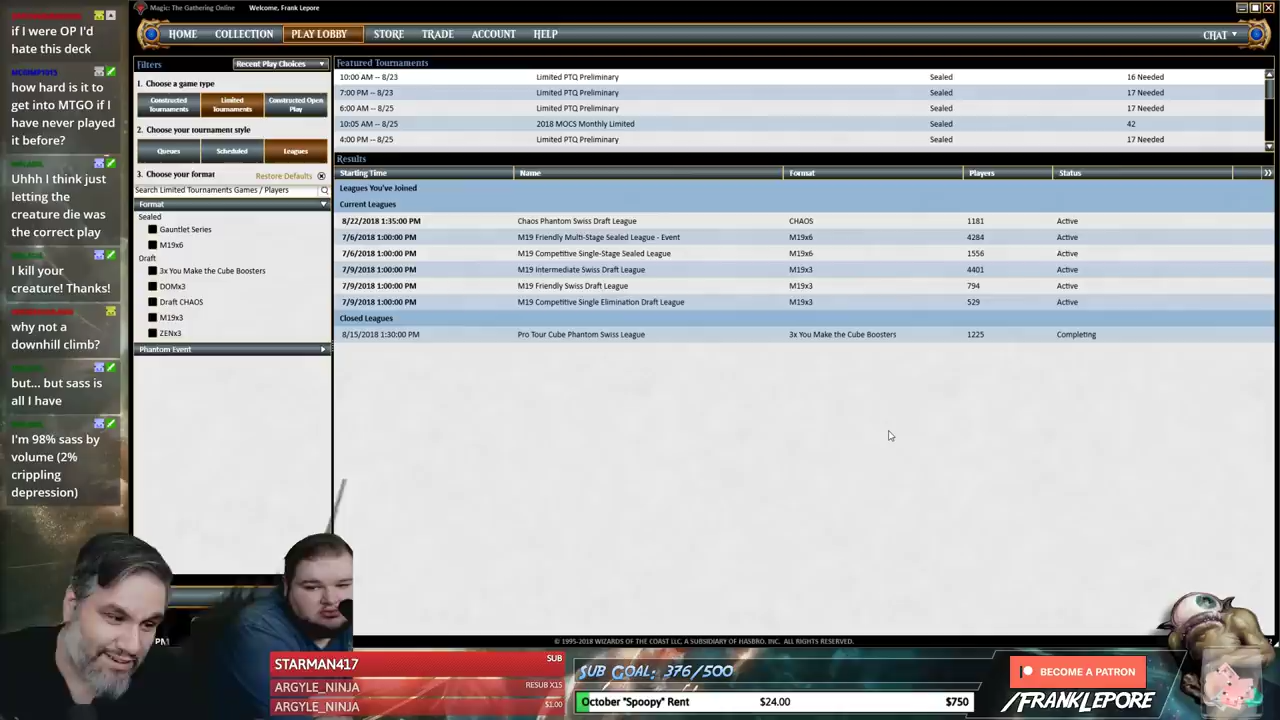 Magic: The Gathering Online
Welcome, Frank Lepore
HOME COLLECTION PLAY LOBBY STORE TRADE ACCOUNT HELP
CHAT
if I were OP I'd
hate this deck
MCGIMP1015
how hard is it to
get into MTGO if I
have never played
it before?
Uhhh I think just
letting the
creature die was
the correct play
I kill your
creature! Thanks!
why not a
downhill climb?
but... but sass is
all I have
I'm 98% sass by
volume (2%
crippling
depression)
Filters
Recent Play Choices
1. Choose a game type
Constructed Tournaments
Limited Tournaments
Constructed Open Play
2. Choose your tournament style
Queues Scheduled Leagues
3. Choose your format
Restore Defaults
Search Limited Tournaments Games / Players
Format
Sealed
Gauntlet Series
M19x6
Draft
3x You Make the Cube Boosters
DOMx3
Draft CHAOS
M19x3
ZENx3
Phantom Event
Featured Tournaments
10:00 AM -- 8/23 Limited PTQ Preliminary Sealed 16 Needed
7:00 PM -- 8/23 Limited PTQ Preliminary Sealed 17 Needed
6:00 AM -- 8/25 Limited PTQ Preliminary Sealed 17 Needed
10:05 AM -- 8/25 2018 MOCS Monthly Limited Sealed 42
4:00 PM -- 8/25 Limited PTQ Preliminary Sealed 17 Needed
Results
Starting Time Name Format Players Status
Leagues You've Joined
Current Leagues
8/22/2018 1:35:00 PM Chaos Phantom Swiss Draft League CHAOS 1181 Active
7/6/2018 1:00:00 PM M19 Friendly Multi-Stage Sealed League - Event M19x6 4284 Active
7/6/2018 1:00:00 PM M19 Competitive Single-Stage Sealed League M19x6 1556 Active
7/9/2018 1:00:00 PM M19 Intermediate Swiss Draft League M19x3 4401 Active
7/9/2018 1:00:00 PM M19 Friendly Swiss Draft League M19x3 794 Active
7/9/2018 1:00:00 PM M19 Competitive Single Elimination Draft League M19x3 529 Active
Closed Leagues
8/15/2018 1:30:00 PM Pro Tour Cube Phantom Swiss League 3x You Make the Cube Boosters 1225 Completing
PM
© 1995-2018 WIZARDS OF THE COAST LLC, A SUBSIDIARY OF HASBRO, INC. ALL RIGHTS RESERVED.
STARMAN417 SUB
ARGYLE_NINJA RESUB X15
ARGYLE_NINJA $1.00
SUB GOAL: 376/500
October "Spoopy" Rent $24.00 $750
BECOME A PATRON
/FRANKLEPORE